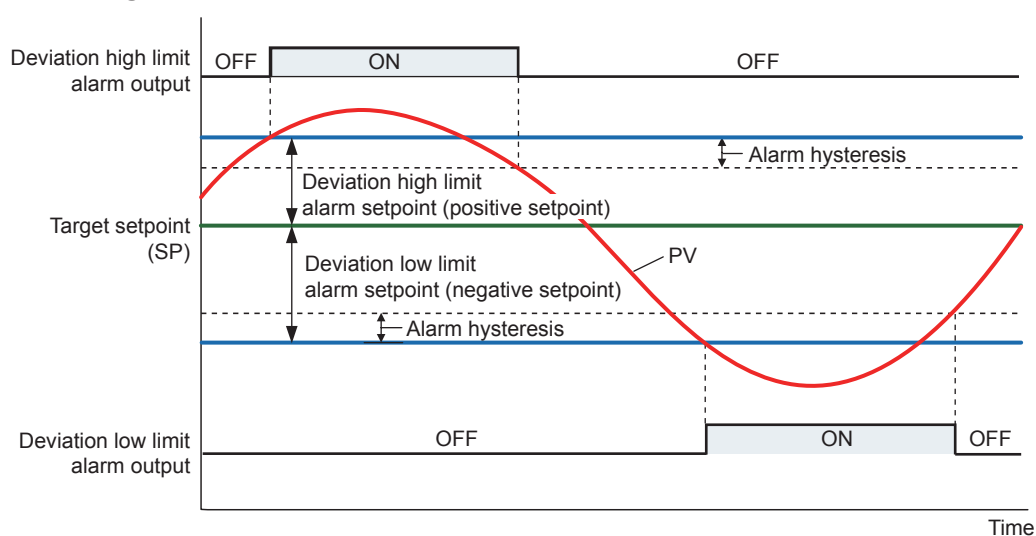 Deviation high limit
alarm output
OFF
ON
OFF
Alarm hysteresis
Deviation high limit
alarm setpoint (positive setpoint)
Target setpoint
(SP)
Deviation low limit
alarm setpoint (negative setpoint)
PV
Alarm hysteresis
Deviation low limit
alarm output
OFF
ON
OFF
Time